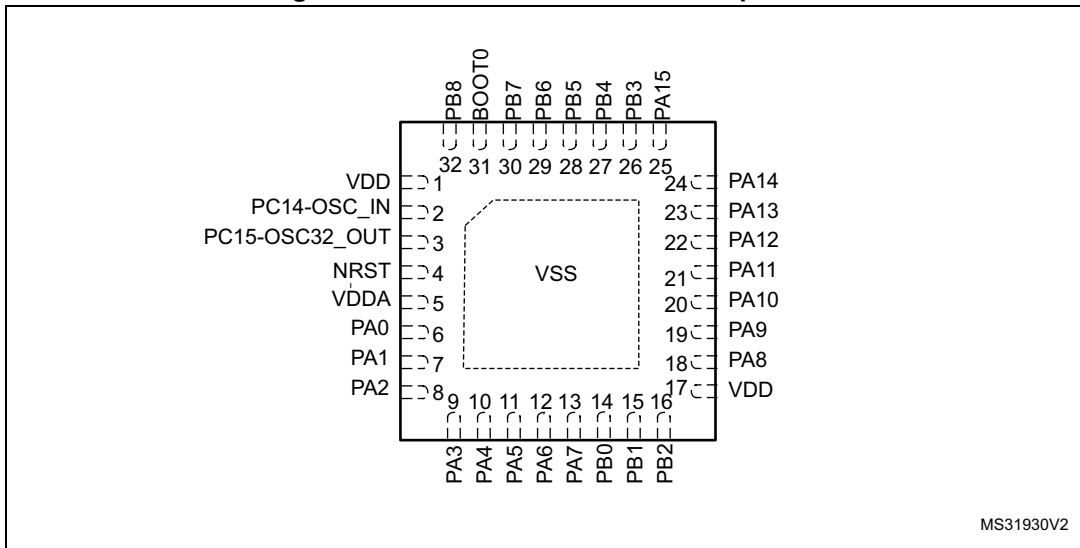 PB8
BOOT0
PB7
PB6
PB5
PB4
PB3
PA15
32 31 30 29 28 27 26 25
VDD 1
PC14-OSC_IN 2
PC15-OSC32_OUT 3
NRST 4
VDDA 5
PA0 6
PA1 7
PA2 8
VSS
24 PA14
23 PA13
22 PA12
21 PA11
20 PA10
19 PA9
18 PA8
17 VDD
9 10 11 12 13 14 15 16
PA3
PA4
PA5
PA6
PA7
PB0
PB1
PB2
MS31930V2